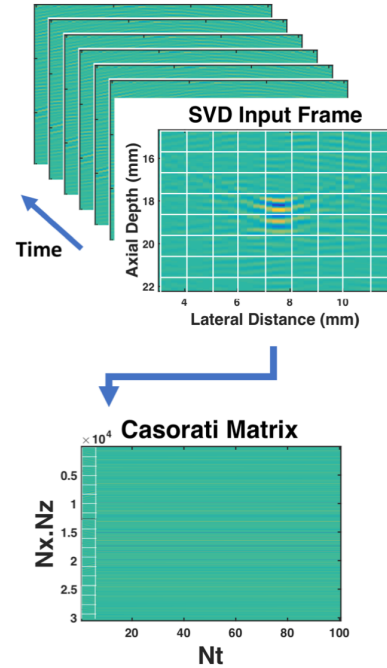 SVD Input Frame
Axial Depth (mm)
16
18
20
22
4
6
8
10
Lateral Distance (mm)
Time
× 10⁴
Casorati Matrix
Nx.Nz
0.5
1
1.5
2
2.5
3
20
40
60
80
100
Nt